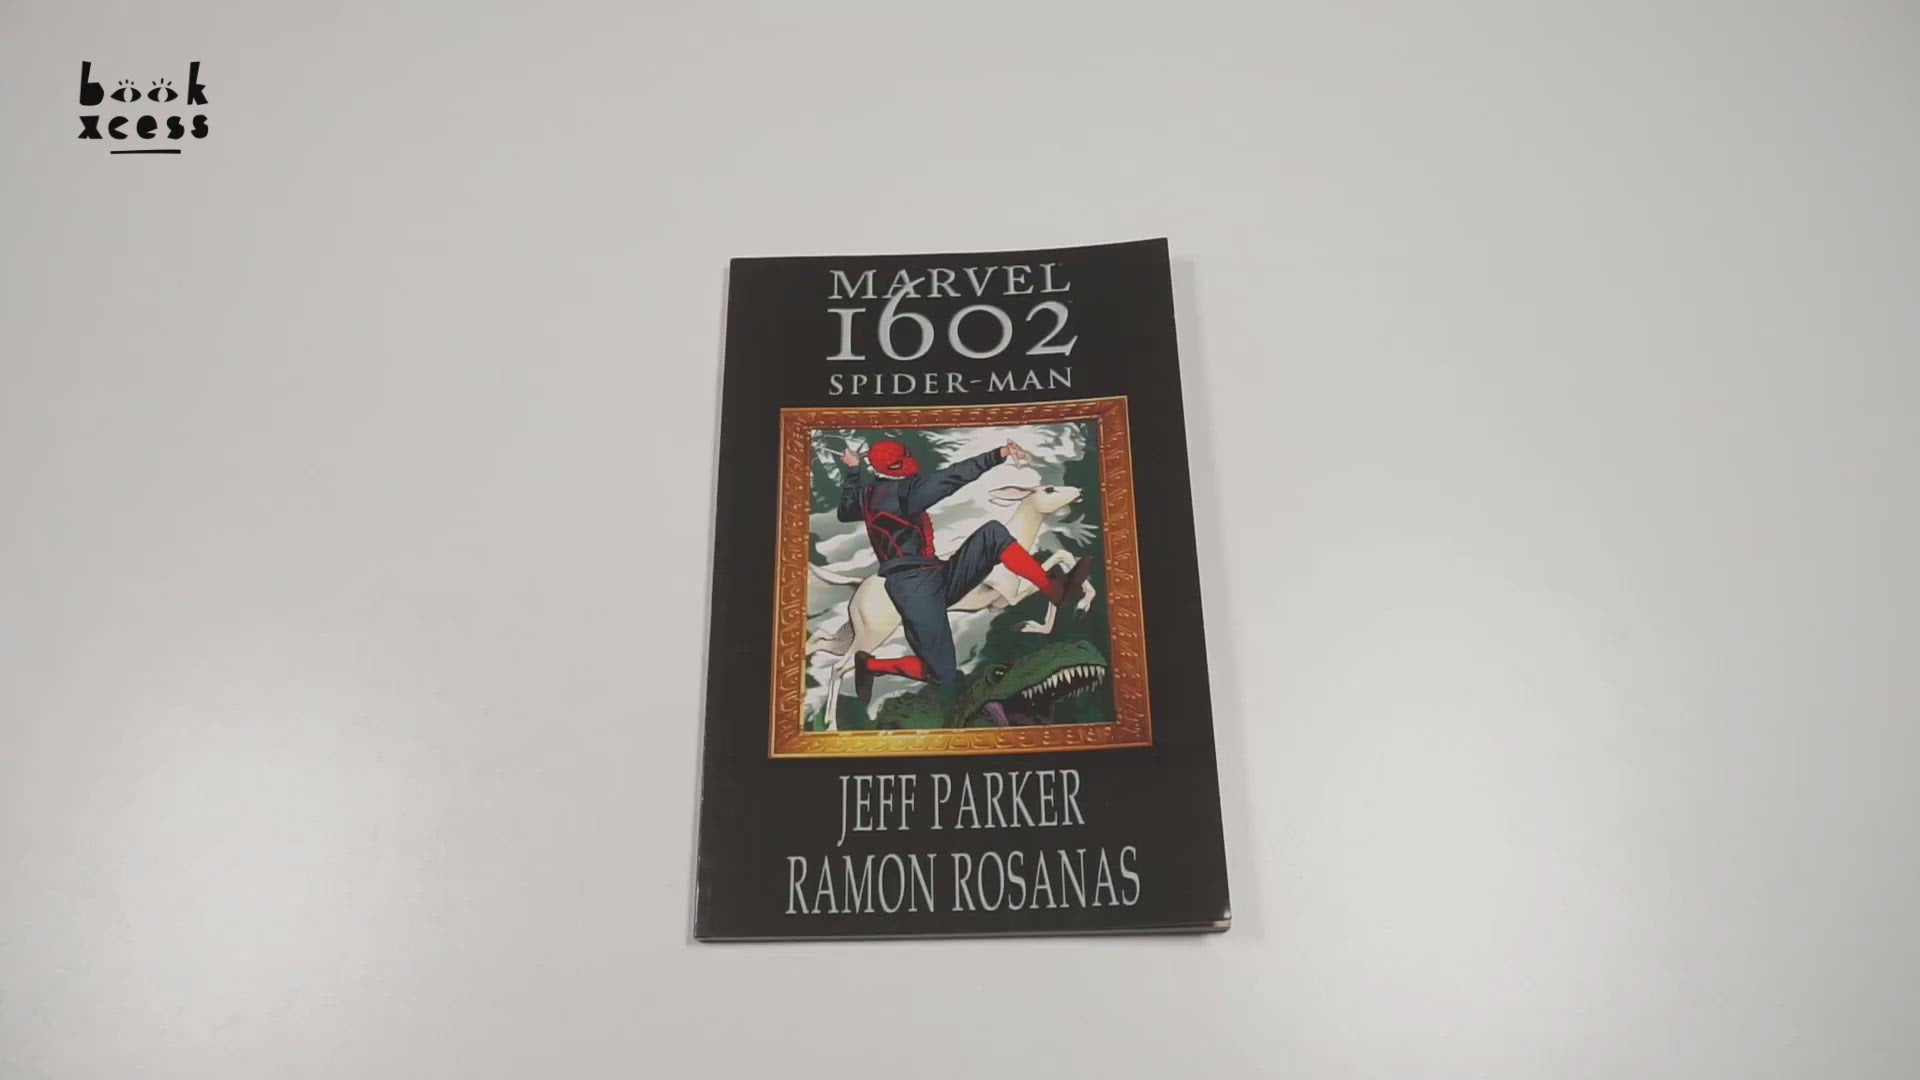 book
xcess
MARVEL
1602
SPIDER-MAN
JEFF PARKER
RAMON ROSANAS